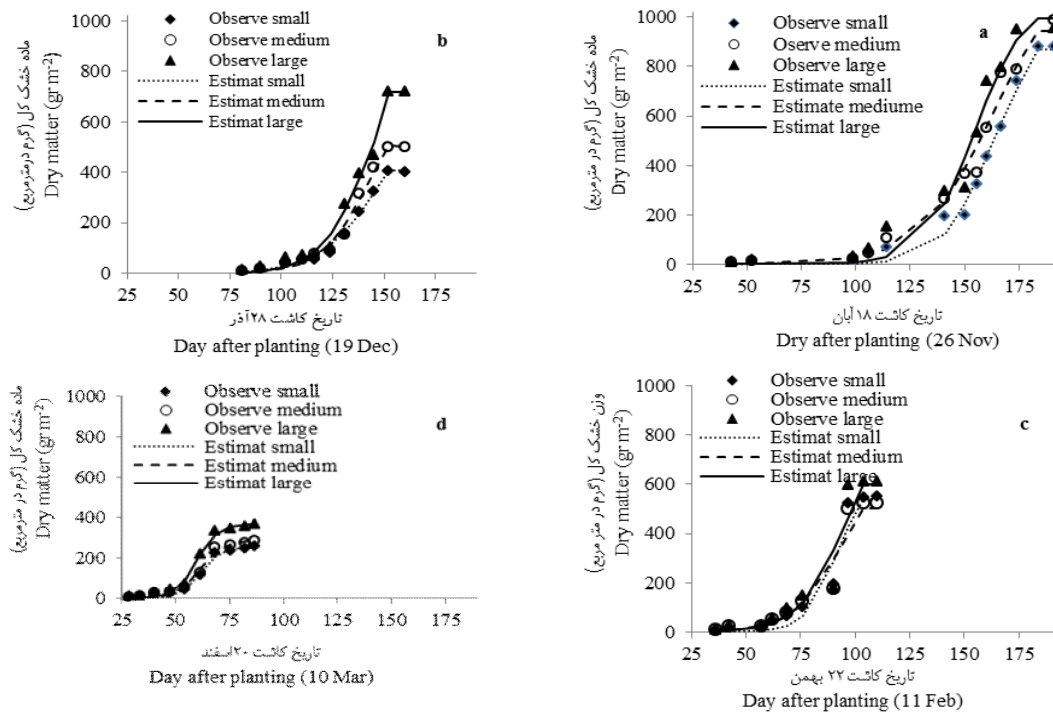 ماده خشک کل (گرم در مترمربع)
Dry matter (gr m⁻²)
1000
800
600
400
200
0
b
Observe small
Observe medium
Observe large
Estimat small
Estimat medium
Estimat large
25 50 75 100 125 150 175
تاریخ کاشت ۲۸آذر
Day after planting (19 Dec)
ماده خشک کل (گرم در مترمربع)
Dry matter (gr m⁻²)
1000
800
600
400
200
0
a
Observe small
Oserve medium
Observe large
Estimate small
Estimate mediume
Estimat large
25 50 75 100 125 150 175
تاریخ کاشت ۱۸آبان
Dry after planting (26 Nov)
ماده خشک کل (گرم در مترمربع)
Dry matter (gr m⁻²)
1000
800
600
400
200
0
d
Observe small
Observe medium
Observe large
Estimat small
Estimat medium
Estimat large
25 50 75 100 125 150 175
تاریخ کاشت ۲۰اسفند
Day after planting (10 Mar)
وزن خشک کل (گرم در متر مربع)
Dry matter (gr m⁻²)
1000
800
600
400
200
0
c
Observe small
Observe medium
Observe large
Estimat small
Estimat medium
Estimat large
25 50 75 100 125 150 175
تاریخ کاشت ۲۲ بهمن
Day after planting (11 Feb)